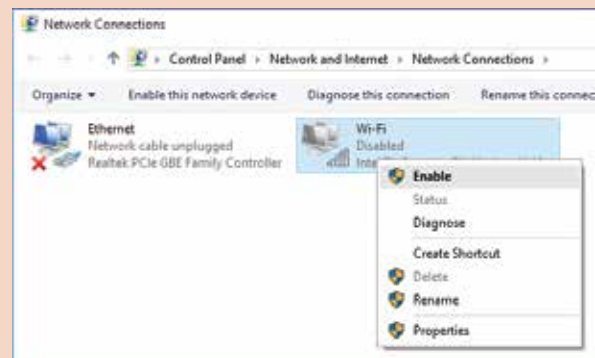 Network Connections
Control Panel › Network and Internet › Network Connections ›
Organize Enable this network device Diagnose this connection Rename this connec
Ethernet
Network cable unplugged
Realtek PCIe GBE Family Controller
Wi-Fi
Disabled
Enable
Status
Diagnose
Create Shortcut
Delete
Rename
Properties